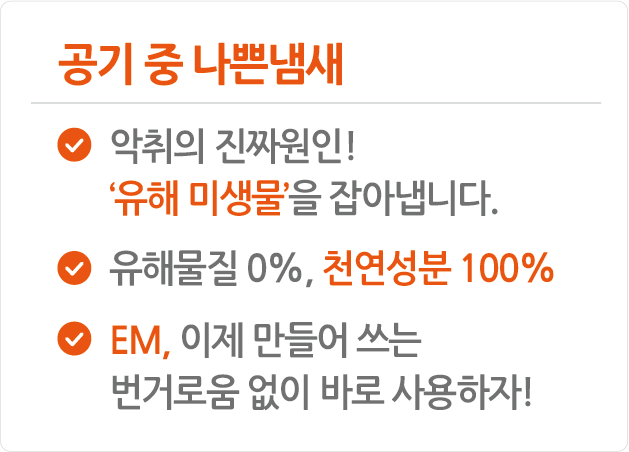 공기 중 나쁜냄새
악취의 진짜원인!
‘유해 미생물’을 잡아냅니다.
유해물질 0%, 천연성분 100%
EM, 이제 만들어 쓰는
번거로움 없이 바로 사용하자!